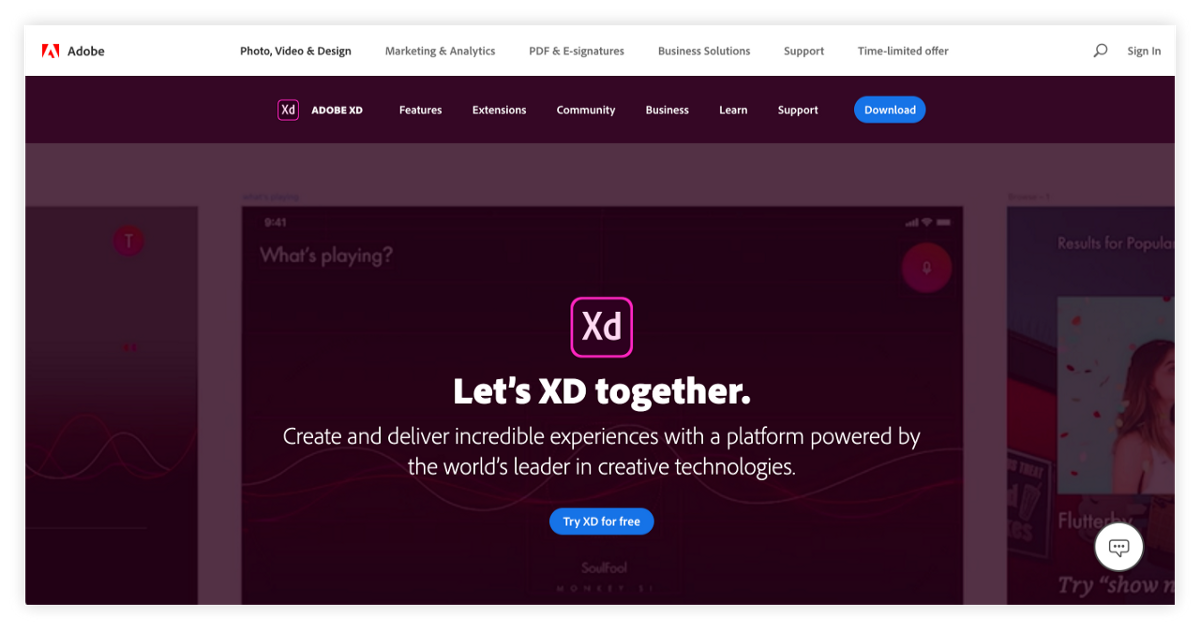 Adobe
Photo, Video & Design
Marketing & Analytics
PDF & E-signatures
Business Solutions
Support
Time-limited offer
Sign In
Xd
ADOBE XD
Features
Extensions
Community
Business
Learn
Support
Download
What's playing
9:41
What's playing?
T
Results for Popular
Xd
Let's XD together.
Create and deliver incredible experiences with a platform powered by
the world's leader in creative technologies.
Try XD for free
SoulFool
Flutterby
Try "show